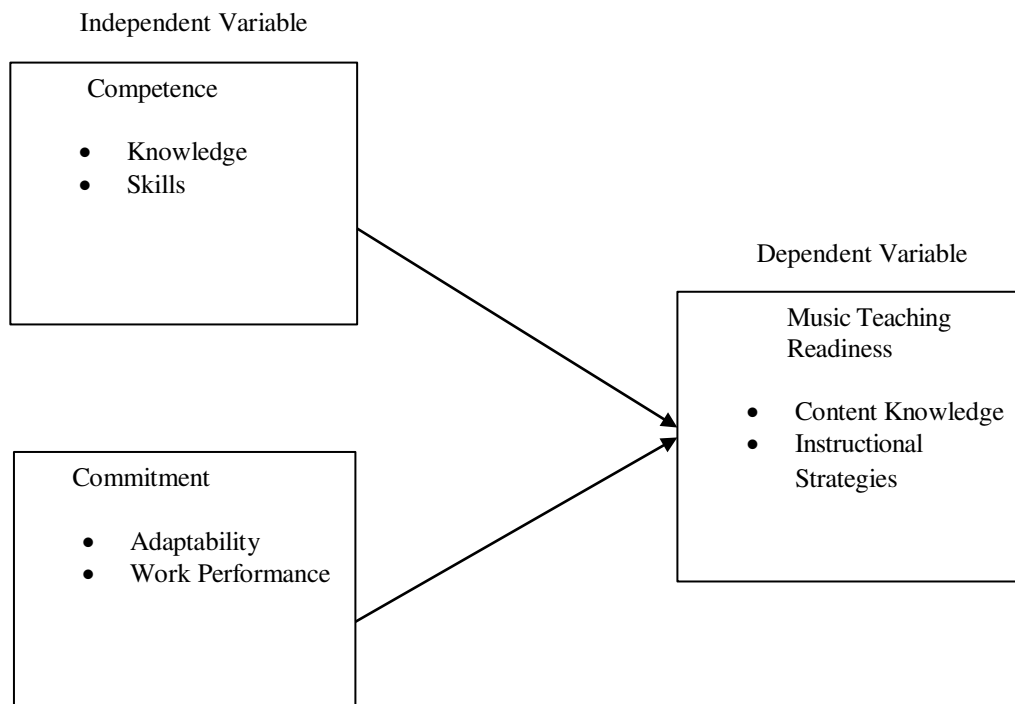 Independent Variable
Competence
• Knowledge
• Skills
Dependent Variable
Music Teaching
Readiness
• Content Knowledge
• Instructional
Strategies
Commitment
• Adaptability
• Work Performance